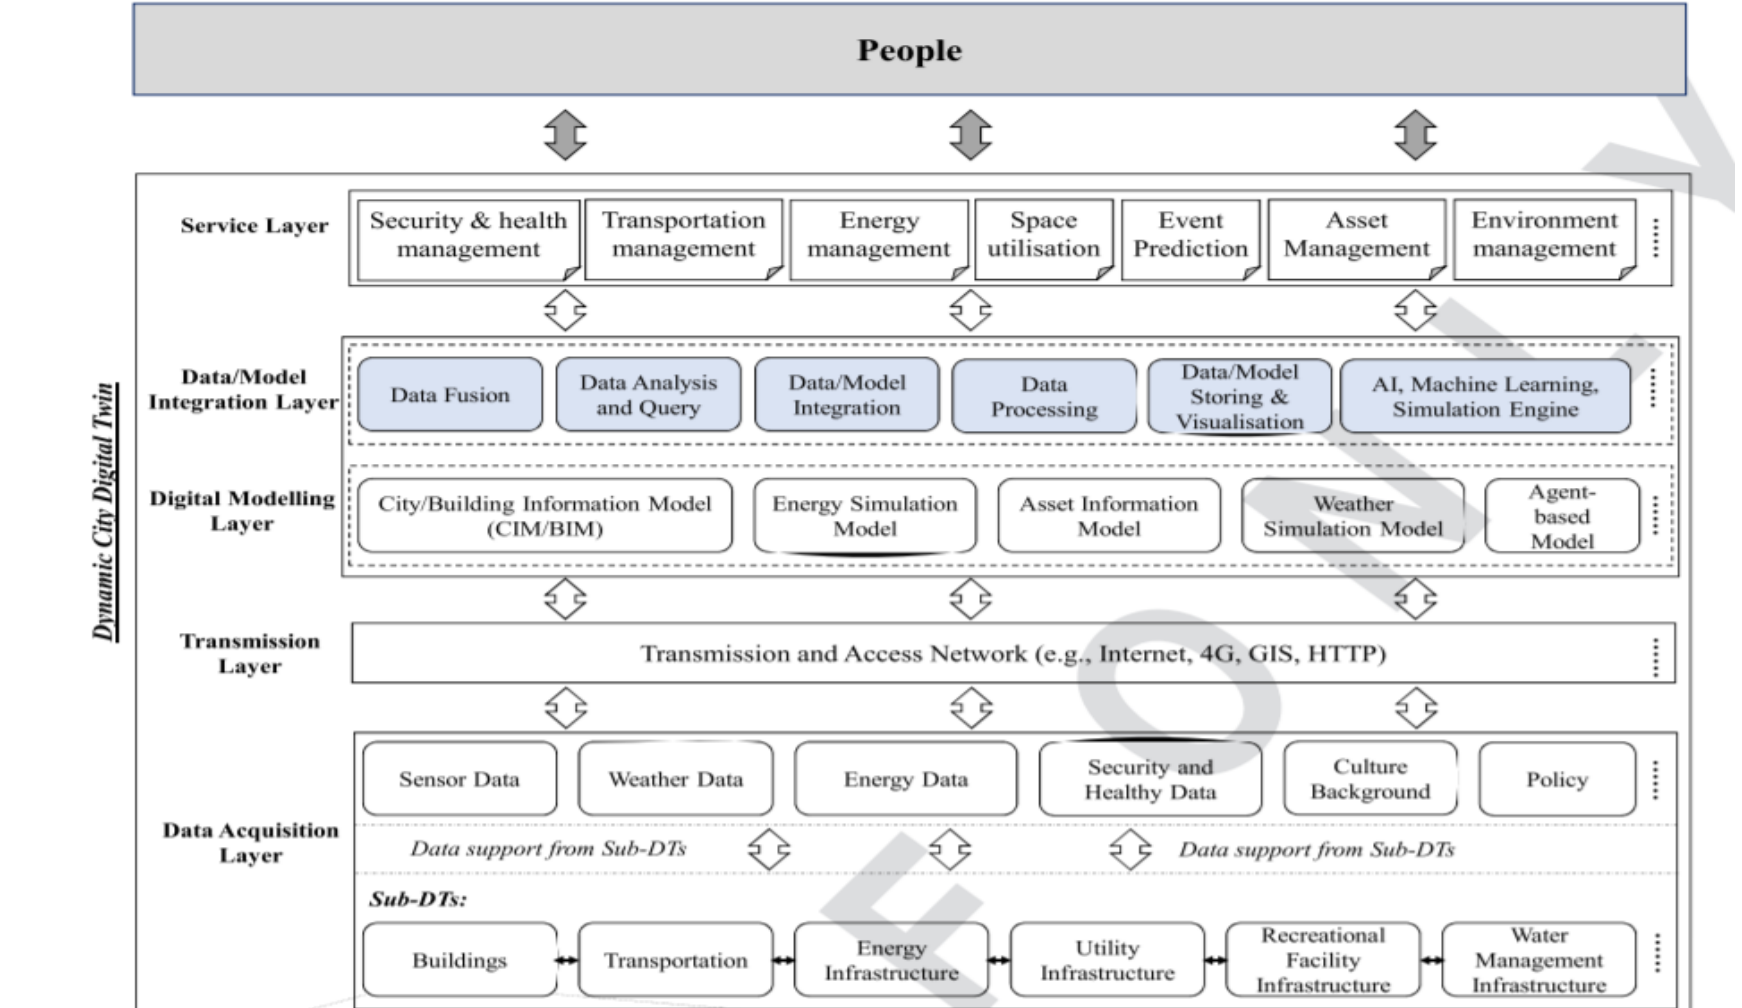 People
Service Layer
Security & health
management
Transportation
management
Energy
management
Space
utilisation
Event
Prediction
Asset
Management
Environment
management
Dynamic City Digital Twin
Data/Model
Integration Layer
Data Fusion
Data Analysis
and Query
Data/Model
Integration
Data
Processing
Data/Model
Storing &
Visualisation
AI, Machine Learning,
Simulation Engine
Digital Modelling
Layer
City/Building Information Model
(CIM/BIM)
Energy Simulation
Model
Asset Information
Model
Weather
Simulation Model
Agent-
based
Model
Transmission
Layer
Transmission and Access Network (e.g., Internet, 4G, GIS, HTTP)
Data Acquisition
Layer
Sensor Data
Weather Data
Energy Data
Security and
Healthy Data
Culture
Background
Policy
Data support from Sub-DTs
Data support from Sub-DTs
Sub-DTs:
Buildings
Transportation
Energy
Infrastructure
Utility
Infrastructure
Recreational
Facility
Infrastructure
Water
Management
Infrastructure
F ONLY